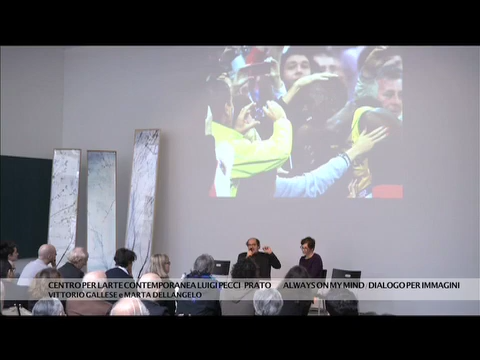 CENTRO PER L'ARTE CONTEMPORANEA LUIGI PECCI PRATO ALWAYS ON MY MIND / DIALOGO PER IMMAGINI
VITTORIO GALLESE e MARTA DELL'ANGELO